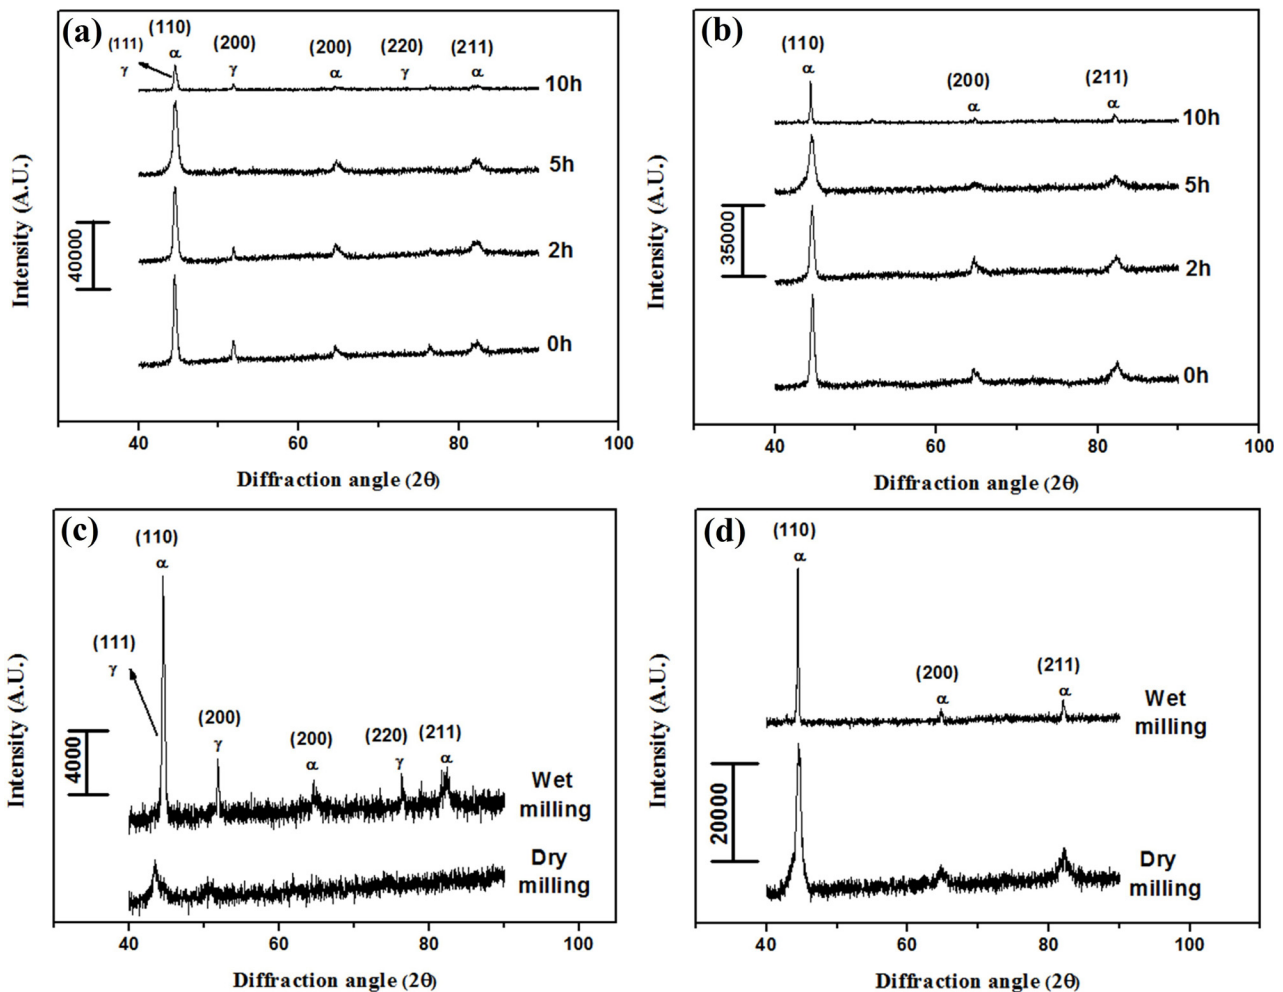 (a)
(111)
γ
(110)
α
(200)
γ
(200)
α
(220)
γ
(211)
α
10h
5h
2h
0h
40000
Intensity (A.U.)
40 60 80 100
Diffraction angle (2θ)
(b)
(110)
α
(200)
α
(211)
α
10h
5h
2h
0h
35000
Intensity (A.U.)
40 60 80 100
Diffraction angle (2θ)
(c)
(110)
α
(111)
γ
(200)
γ
(200)
α
(220)
γ
(211)
α
Wet
milling
Dry
milling
4000
Intensity (A.U.)
40 60 80 100
Diffraction angle (2θ)
(d)
(110)
α
(200)
α
(211)
α
Wet
milling
Dry
milling
20000
Intensity (A.U.)
40 60 80 100
Diffraction angle (2θ)